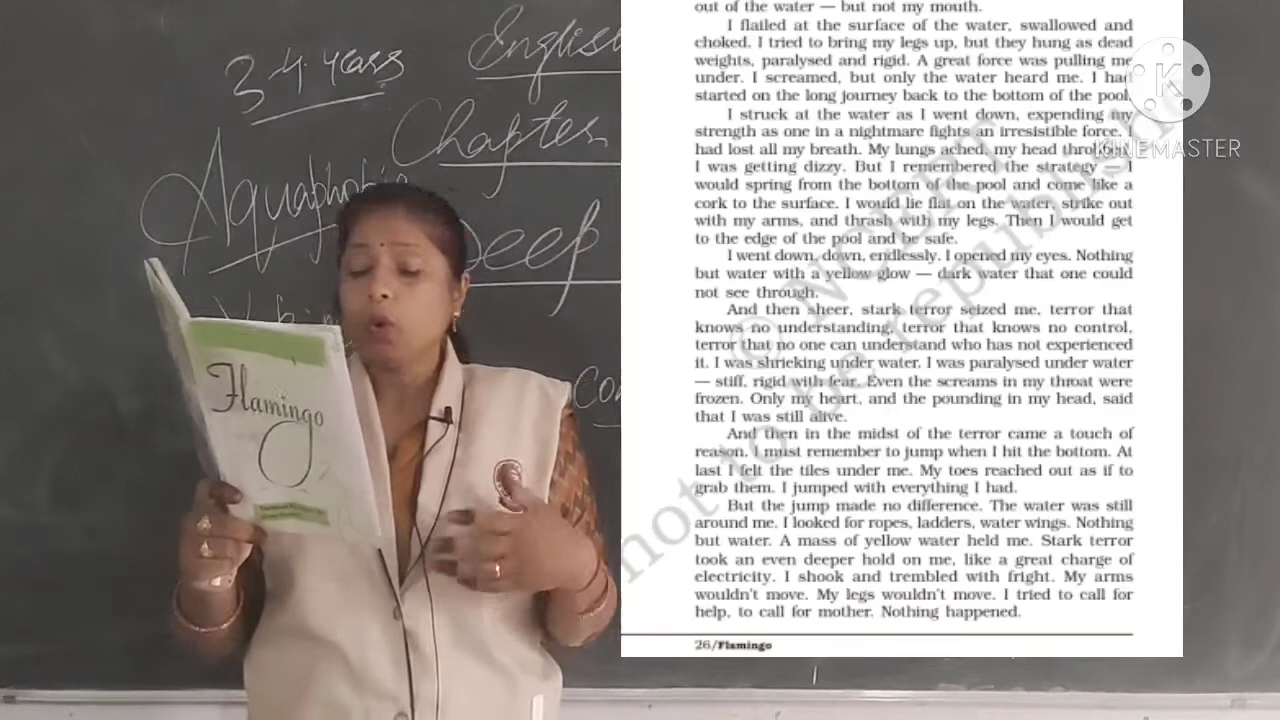 3-4 years
English
Chapter
Aquaphobia
Deep
Con
Flamingo
out of the water — but not my mouth.
I flailed at the surface of the water, swallowed and
choked. I tried to bring my legs up, but they hung as dead
weights, paralysed and rigid. A great force was pulling me
under. I screamed, but only the water heard me. I had
started on the long journey back to the bottom of the pool.
I struck at the water as I went down, expending my
strength as one in a nightmare fights an irresistible force. I
had lost all my breath. My lungs ached, my head throbbed.
I was getting dizzy. But I remembered the strategy — I
would spring from the bottom of the pool and come like a
cork to the surface. I would lie flat on the water, strike out
with my arms, and thrash with my legs. Then I would get
to the edge of the pool and be safe.
I went down, down, endlessly. I opened my eyes. Nothing
but water with a yellow glow — dark water that one could
not see through.
And then sheer, stark terror seized me, terror that
knows no understanding, terror that knows no control,
terror that no one can understand who has not experienced
it. I was shrieking under water. I was paralysed under water
— stiff, rigid with fear. Even the screams in my throat were
frozen. Only my heart, and the pounding in my head, said
that I was still alive.
And then in the midst of the terror came a touch of
reason. I must remember to jump when I hit the bottom. At
last I felt the tiles under me. My toes reached out as if to
grab them. I jumped with everything I had.
But the jump made no difference. The water was still
around me. I looked for ropes, ladders, water wings. Nothing
but water. A mass of yellow water held me. Stark terror
took an even deeper hold on me, like a great charge of
electricity. I shook and trembled with fright. My arms
wouldn't move. My legs wouldn't move. I tried to call for
help, to call for mother. Nothing happened.
26/Flamingo
© NCERT
not to be republished
K
KINEMASTER